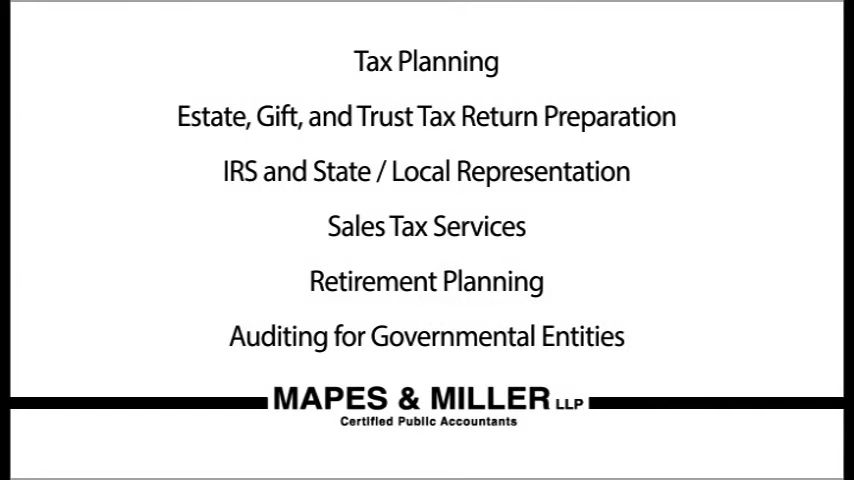 Tax Planning
Estate, Gift, and Trust Tax Return Preparation
IRS and State / Local Representation
Sales Tax Services
Retirement Planning
Auditing for Governmental Entities
MAPES & MILLER LLP
Certified Public Accountants